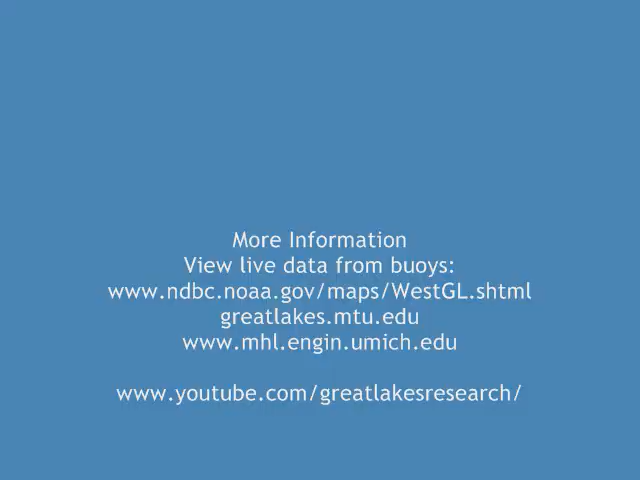 More Information
View live data from buoys:
www.ndbc.noaa.gov/maps/WestGL.shtml
greatlakes.mtu.edu
www.mhl.engin.umich.edu
www.youtube.com/greatlakesresearch/